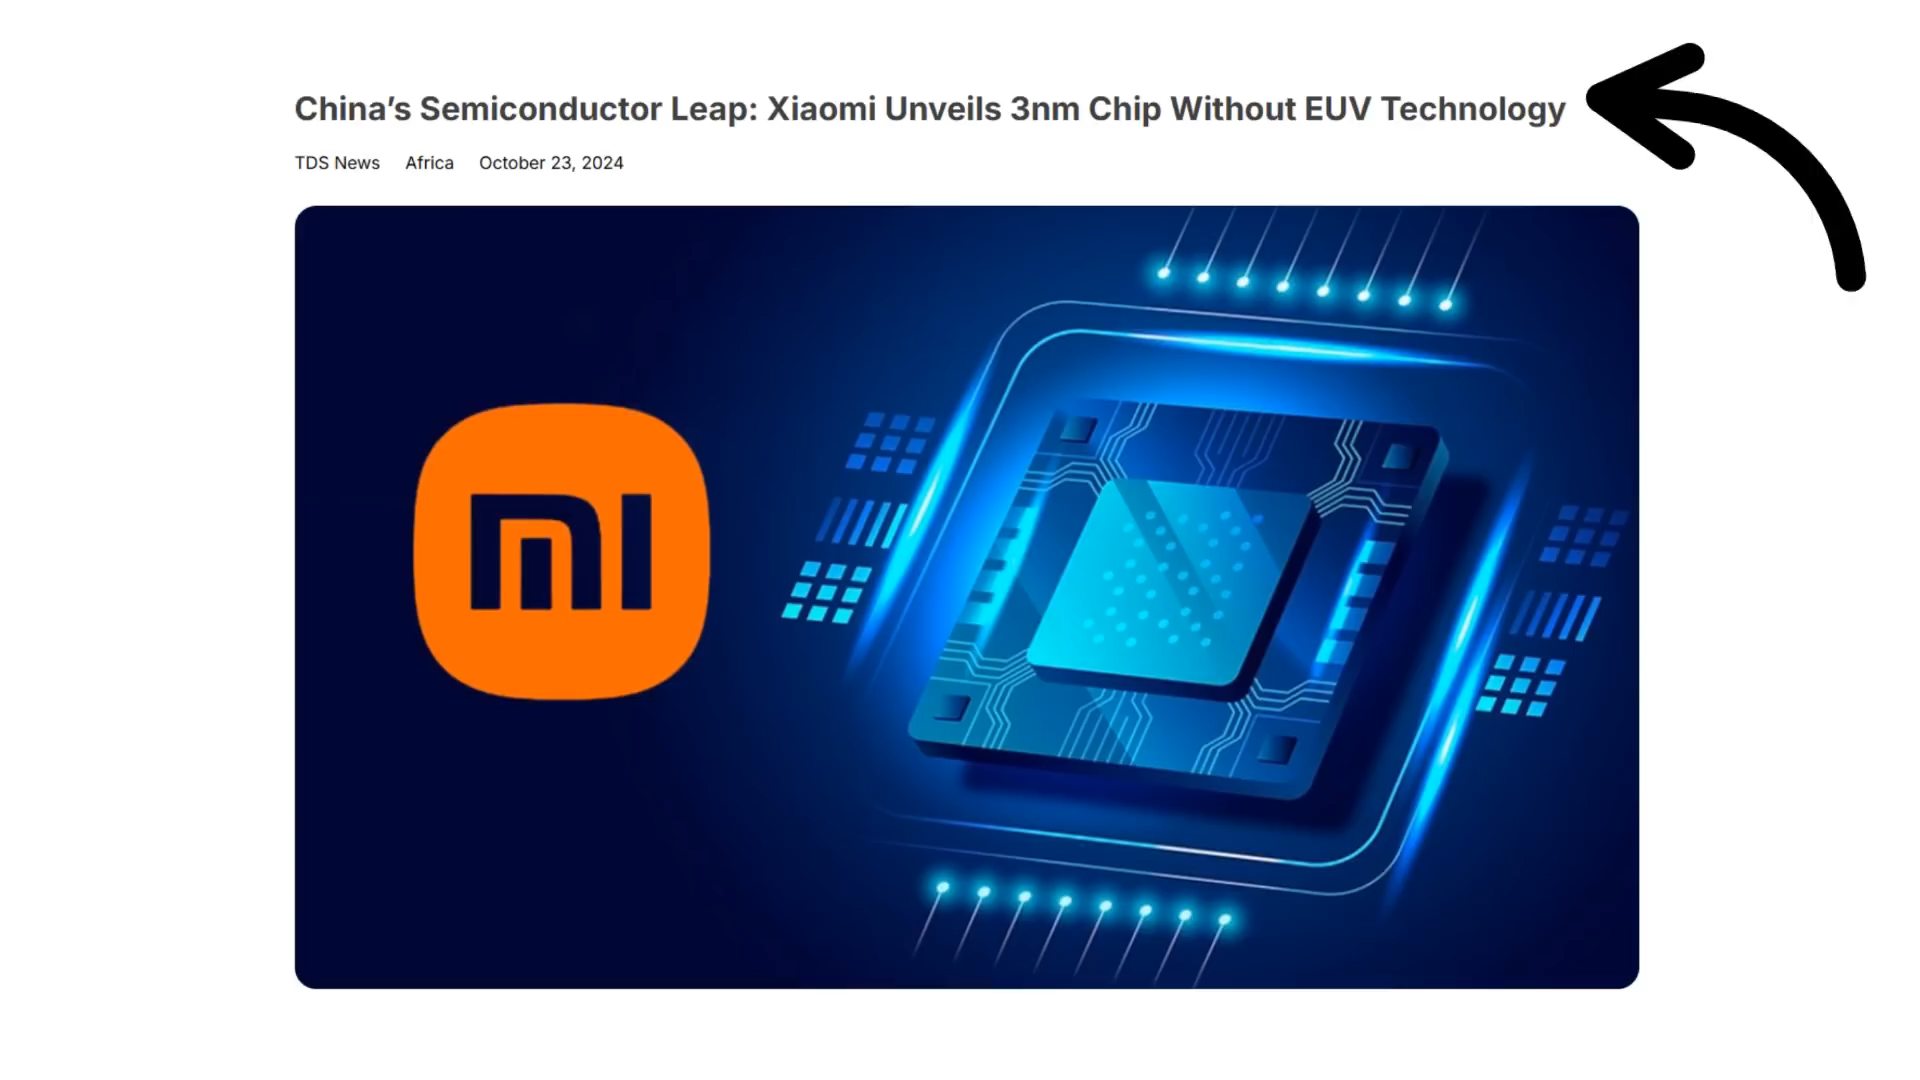 China’s Semiconductor Leap: Xiaomi Unveils 3nm Chip Without EUV Technology
TDS News Africa October 23, 2024
mi